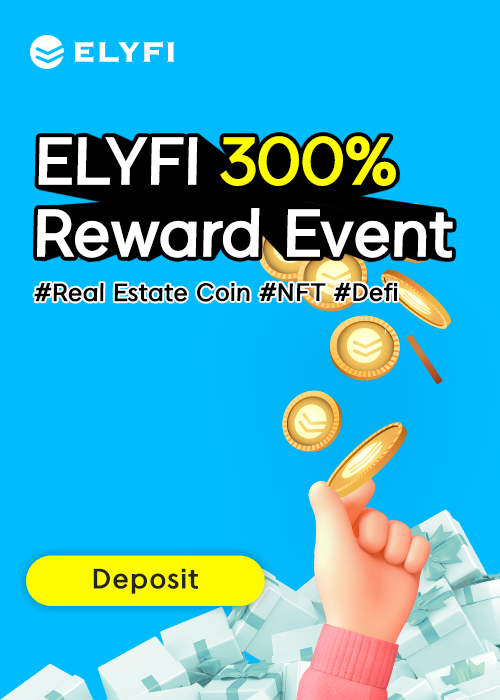 ELYFI
ELYFI 300%
Reward Event
#Real Estate Coin #NFT #Defi
Deposit